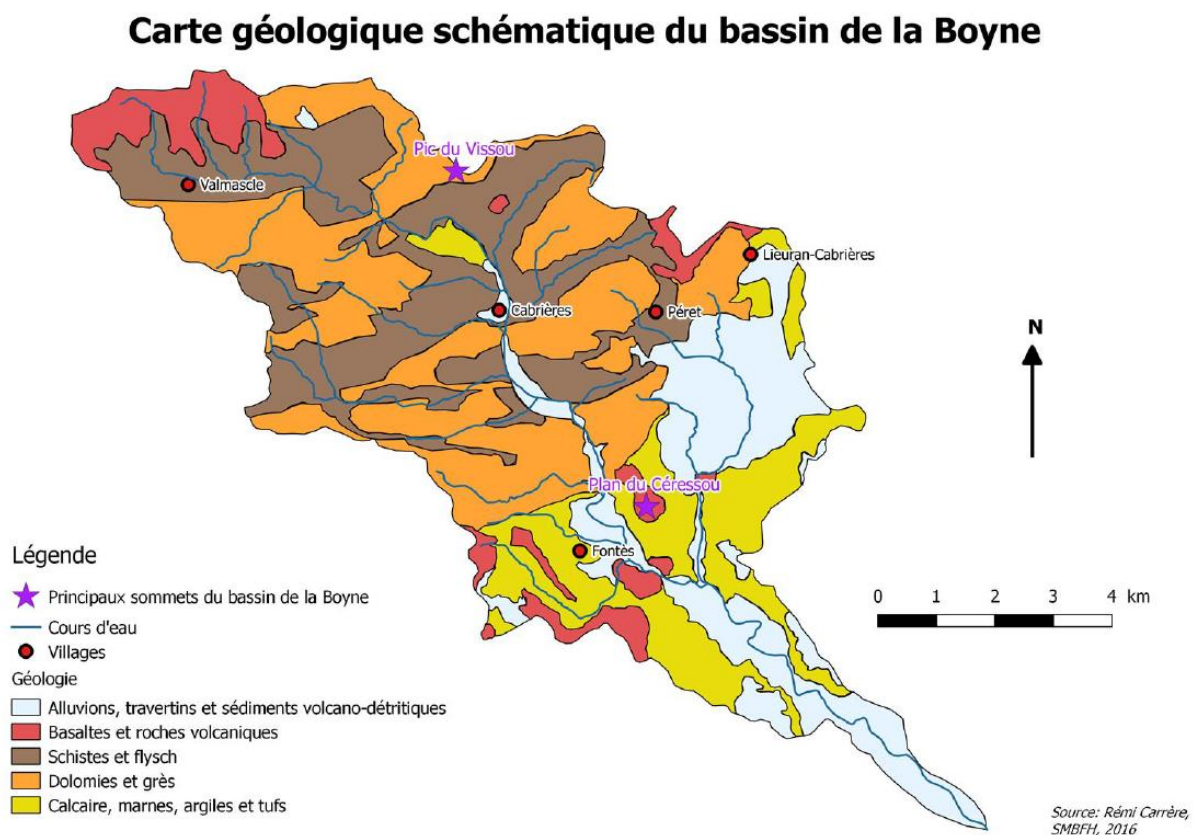 Carte géologique schématique du bassin de la Boyne
Pic du Vissou
Valmascle
Lieuran-Cabrières
Cabrières
Péret
N
Plan du Céressou
Fontès
Légende
Principaux sommets du bassin de la Boyne
Cours d'eau
Villages
Géologie
Alluvions, travertins et sédiments volcano-détritiques
Basaltes et roches volcaniques
Schistes et flysch
Dolomies et grès
Calcaire, marnes, argiles et tufs
0 1 2 3 4 km
Source: Rémi Carrère,
SMBFH, 2016